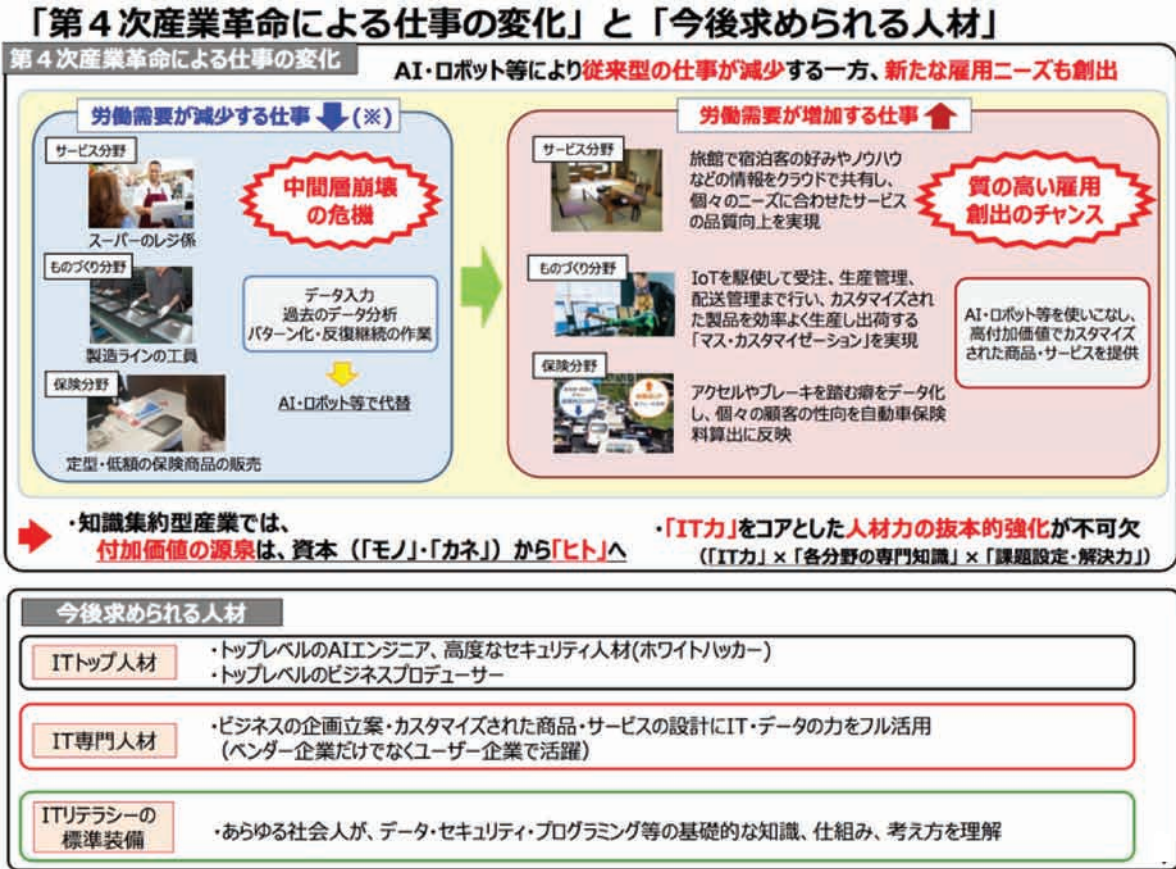 「第４次産業革命による仕事の変化」と「今後求められる人材」
第４次産業革命による仕事の変化
AI・ロボット等により従来型の仕事が減少する一方、新たな雇用ニーズも創出
労働需要が減少する仕事 (※)
サービス分野
スーパーのレジ係
ものづくり分野
製造ラインの工員
保険分野
定型・低額の保険商品の販売
中間層崩壊
の危機
データ入力
過去のデータ分析
パターン化・反復継続の作業
AI・ロボット等で代替
労働需要が増加する仕事
サービス分野
旅館で宿泊客の好みやノウハウ
などの情報をクラウドで共有し、
個々のニーズに合わせたサービス
の品質向上を実現
ものづくり分野
IoTを駆使して受注、生産管理、
配送管理まで行い、カスタマイズされ
た製品を効率よく生産し出荷する
「マス・カスタマイゼーション」を実現
保険分野
アクセルやブレーキを踏む癖をデータ化
し、個々の顧客の性向を自動車保険
料算出に反映
質の高い雇用
創出のチャンス
AI・ロボット等を使いこなし、
高付加価値でカスタマイズ
された商品・サービスを提供
・知識集約型産業では、
付加価値の源泉は、資本（「モノ」・「カネ」）から「ヒト」へ
・「IT力」をコアとした人材力の抜本的強化が不可欠
（「IT力」×「各分野の専門知識」×「課題設定・解決力」）
今後求められる人材
ITトップ人材
・トップレベルのAIエンジニア、高度なセキュリティ人材(ホワイトハッカー)
・トップレベルのビジネスプロデューサー
IT専門人材
・ビジネスの企画立案・カスタマイズされた商品・サービスの設計にIT・データの力をフル活用
（ベンダー企業だけでなくユーザー企業で活躍）
ITリテラシーの
標準装備
・あらゆる社会人が、データ・セキュリティ・プログラミング等の基礎的な知識、仕組み、考え方を理解